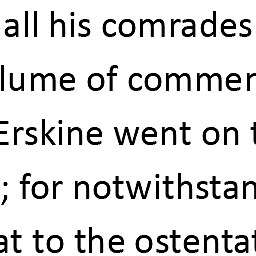 all his comrades
lume of commer
Erskine went on t
; for notwithstan
at to the ostentat